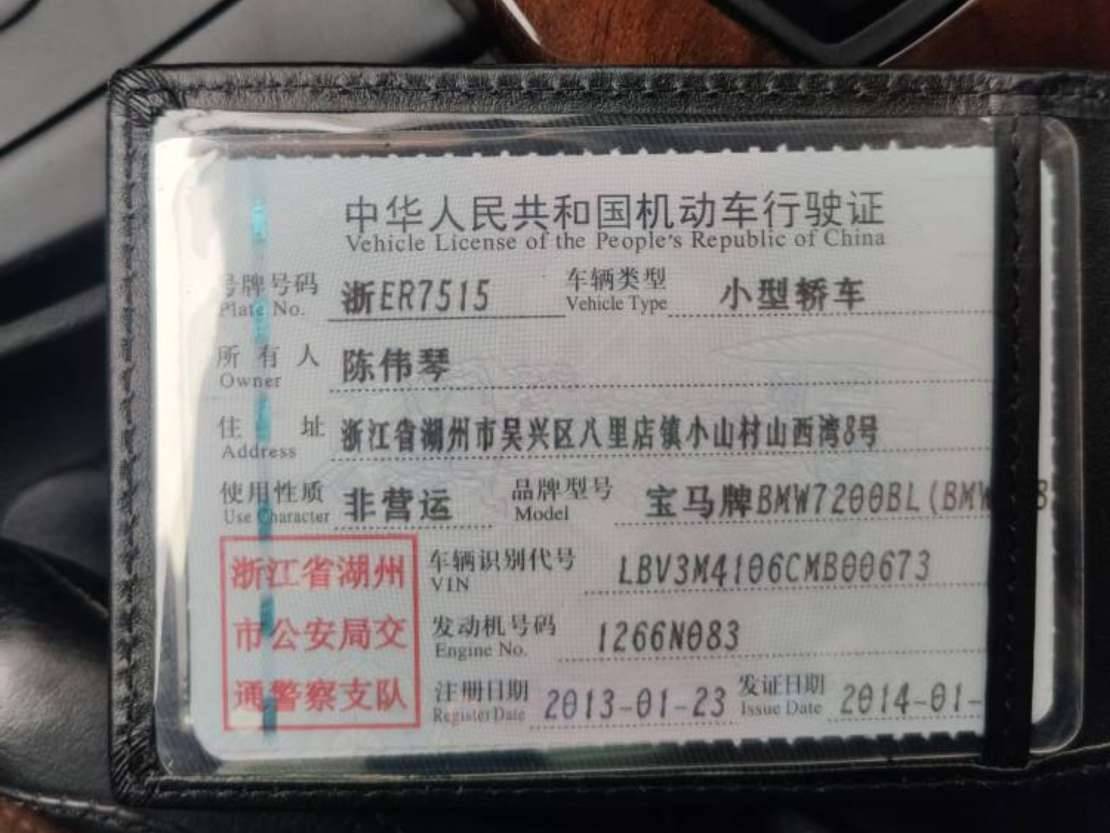 中华人民共和国机动车行驶证
Vehicle License of the People's Republic of China
号牌号码 浙ER7515 车辆类型 小型轿车
Plate No. Vehicle Type
所有人 陈伟琴
Owner
住址 浙江省湖州市吴兴区八里店镇小山村山西湾8号
Address
使用性质 非营运 品牌型号 宝马牌BMW7200BL(BMW
Use Character Model
浙江省湖州
市公安局交
通警察支队
车辆识别代号 LBV3M4106CMB00673
VIN
发动机号码 1266N083
Engine No.
注册日期 2013-01-23 发证日期 2014-01-
Register Date Issue Date